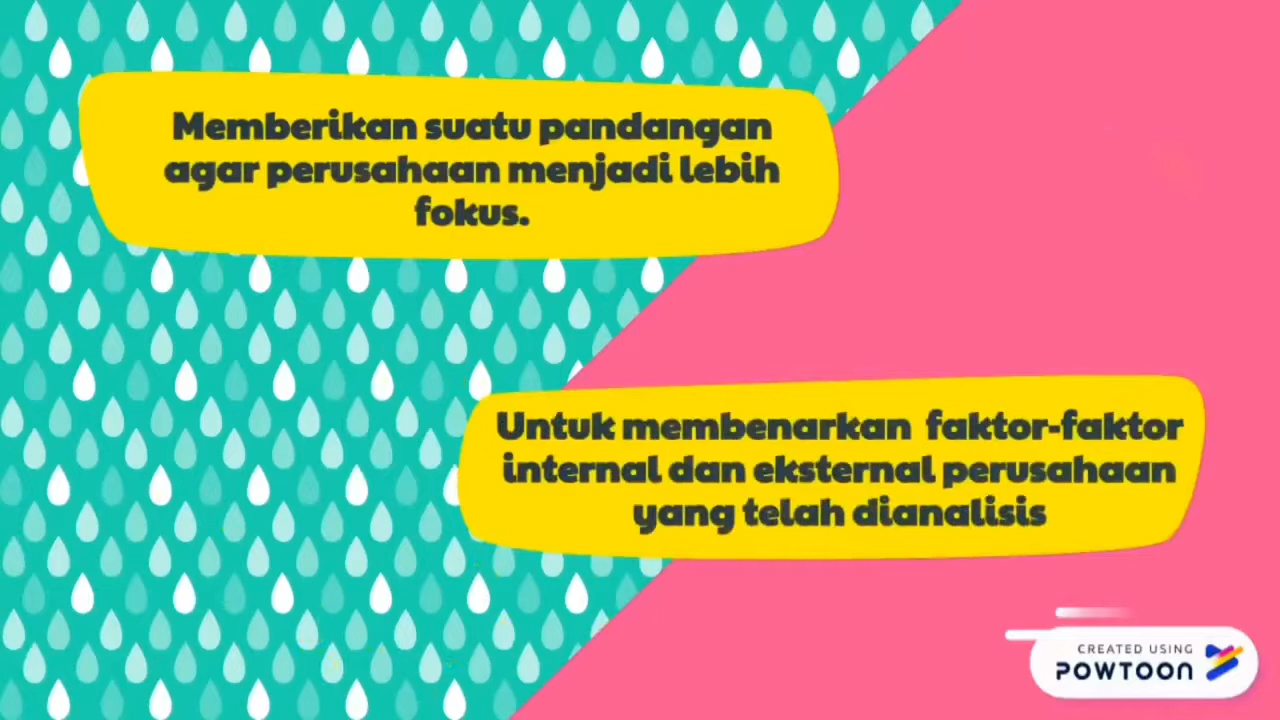 Memberikan suatu pandangan
agar perusahaan menjadi lebih
fokus.
Untuk membenarkan faktor-faktor
internal dan eksternal perusahaan
yang telah dianalisis
CREATED USING
POWTOON